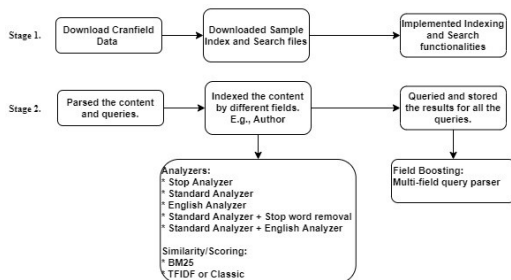 Stage 1.
Download Cranfield
Data
Downloaded Sample
Index and Search files
Implemented Indexing
and Search
functionalities
Stage 2.
Parsed the content
and queries.
Indexed the content
by different fields.
E.g., Author
Queried and stored
the results for all the
queries.
Analyzers:
* Stop Analyzer
* Standard Analyzer
* English Analyzer
* Standard Analyzer + Stop word removal
* Standard Analyzer + English Analyzer
Similarity/Scoring:
* BM25
* TFIDF or Classic
Field Boosting:
Multi-field query parser